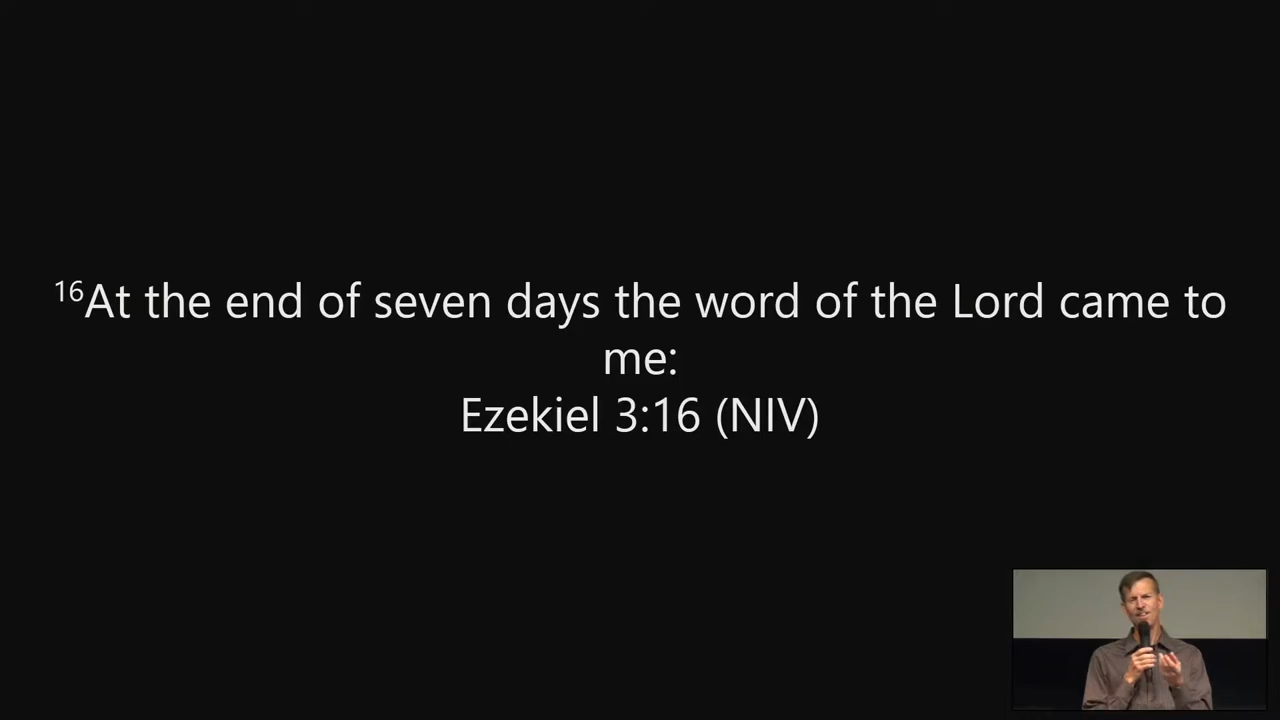 ¹⁶At the end of seven days the word of the Lord came to
me:
Ezekiel 3:16 (NIV)